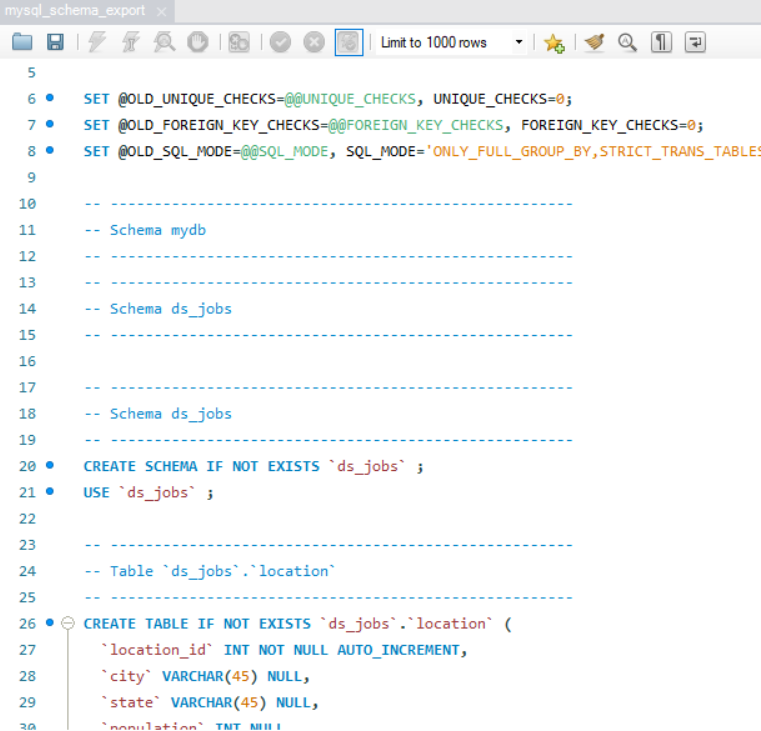 mysql_schema_export ×
Limit to 1000 rows
5
6 SET @OLD_UNIQUE_CHECKS=@@UNIQUE_CHECKS, UNIQUE_CHECKS=0;
7 SET @OLD_FOREIGN_KEY_CHECKS=@@FOREIGN_KEY_CHECKS, FOREIGN_KEY_CHECKS=0;
8 SET @OLD_SQL_MODE=@@SQL_MODE, SQL_MODE='ONLY_FULL_GROUP_BY,STRICT_TRANS_TABLES
9
10 -- -----------------------------------------------------
11 -- Schema mydb
12 -- -----------------------------------------------------
13 -- -----------------------------------------------------
14 -- Schema ds_jobs
15 -- -----------------------------------------------------
16
17 -- -----------------------------------------------------
18 -- Schema ds_jobs
19 -- -----------------------------------------------------
20 CREATE SCHEMA IF NOT EXISTS `ds_jobs` ;
21 USE `ds_jobs` ;
22
23 -- -----------------------------------------------------
24 -- Table `ds_jobs`.`location`
25 -- -----------------------------------------------------
26 CREATE TABLE IF NOT EXISTS `ds_jobs`.`location` (
27 `location_id` INT NOT NULL AUTO_INCREMENT,
28 `city` VARCHAR(45) NULL,
29 `state` VARCHAR(45) NULL,
30 `population` INT NULL